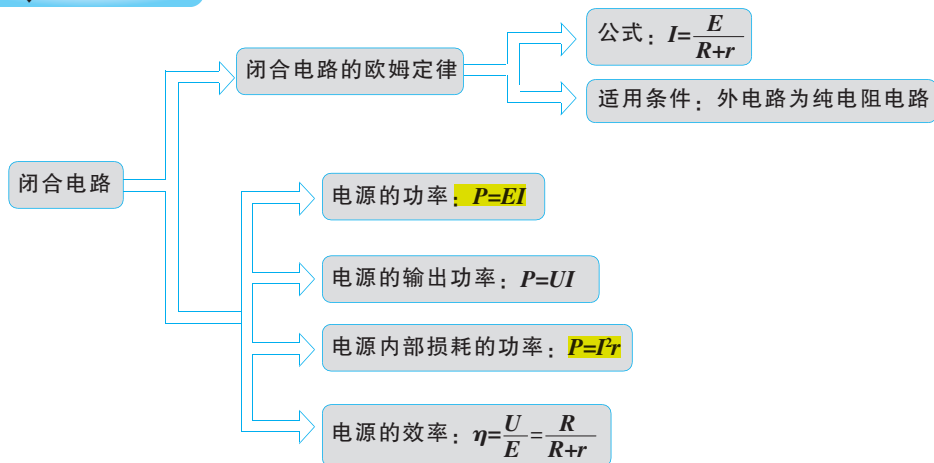 公式：I=E/(R+r)
闭合电路的欧姆定律
适用条件：外电路为纯电阻电路
闭合电路
电源的功率：P=EI
电源的输出功率：P=UI
电源内部损耗的功率：P=I²r
电源的效率：η=U/E=R/(R+r)